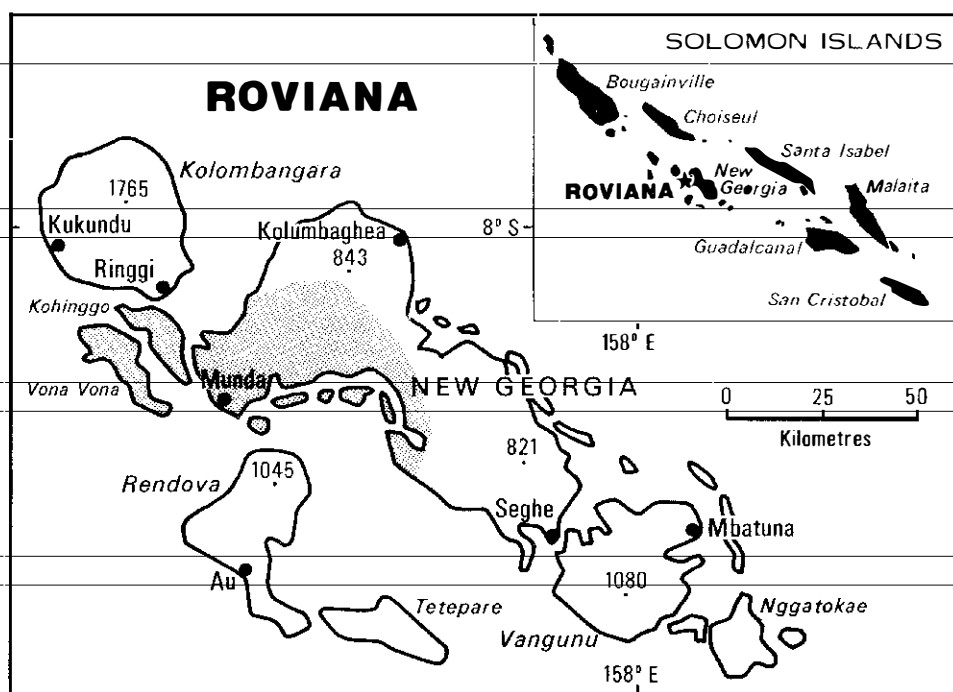 SOLOMON ISLANDS
Bougainville
Choiseul
Santa Isabel
New
Georgia
Malaita
ROVIANA
Guadalcanal
San Cristobal
8° S
158° E
ROVIANA
Kolombangara
1765
Kukundu
Ringgi
Kolumbaghea
843
Kohinggo
Vona Vona
Munda
NEW GEORGIA
0 25 50
Kilometres
821
Rendova
1045
Seghe
Mbatuna
Au
1080
Tetepare
Vangunu
Nggatokae
158° E